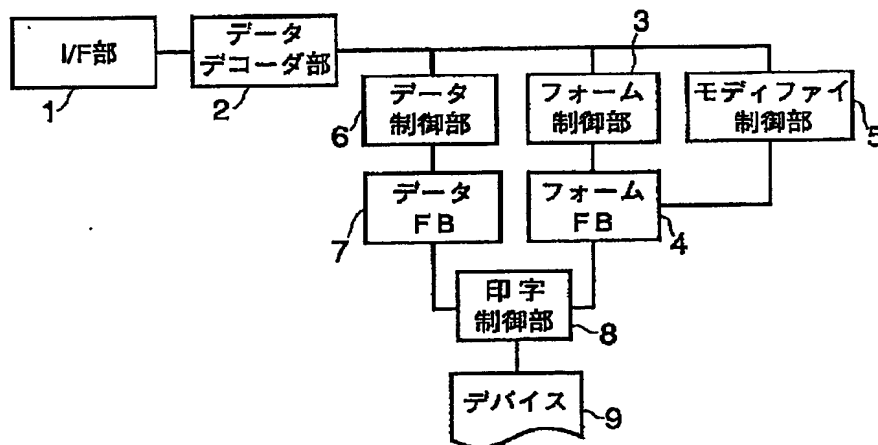 I/F部
1
データ
デコーダ部
2
3
データ
制御部
6
フォーム
制御部
モディファイ
制御部
5
データ
FB
7
フォーム
FB
4
印字
制御部
8
デバイス
9